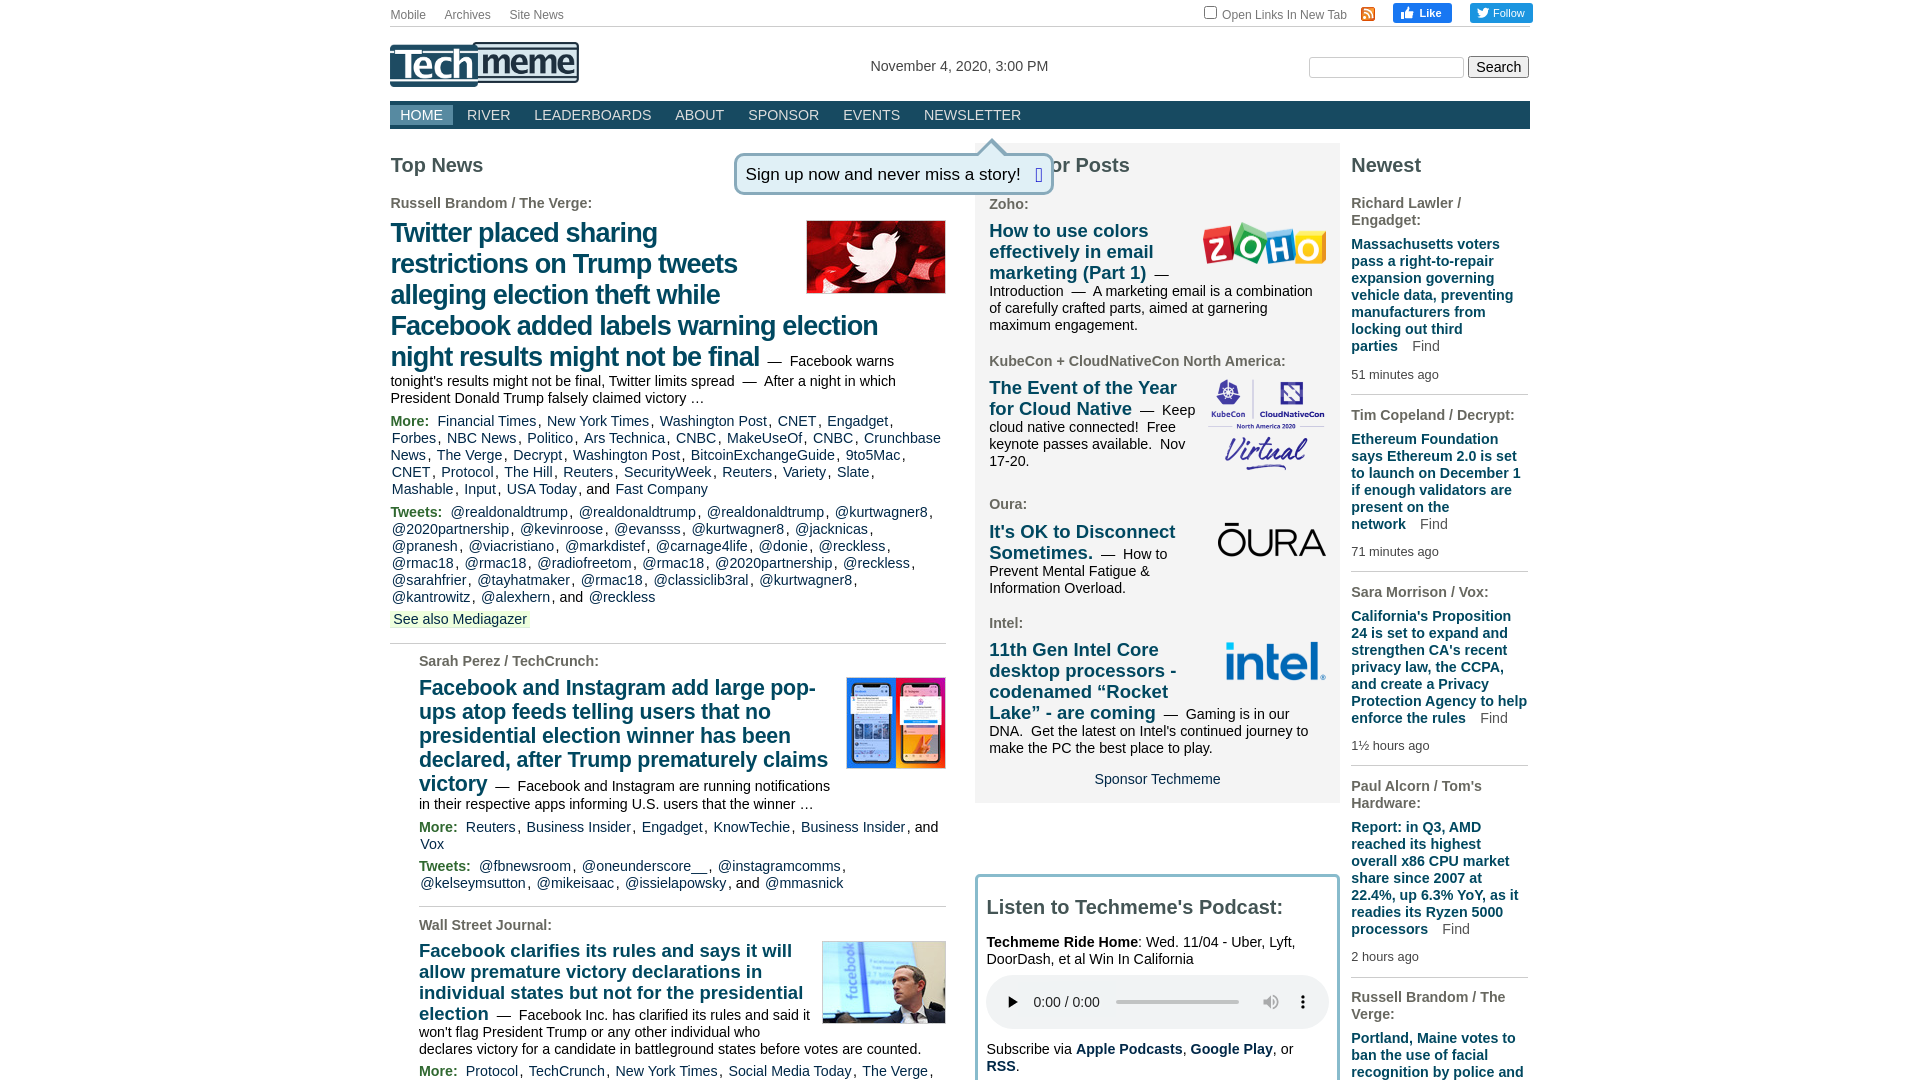 Mobile Archives Site News
Open Links In New Tab
Like
Follow
Techmeme
November 4, 2020, 3:00 PM
Search
HOME RIVER LEADERBOARDS ABOUT SPONSOR EVENTS NEWSLETTER
Sign up now and never miss a story!
Top News
Russell Brandom / The Verge:
Twitter placed sharing
restrictions on Trump tweets
alleging election theft while
Facebook added labels warning election
night results might not be final — Facebook warns
tonight's results might not be final, Twitter limits spread — After a night in which
President Donald Trump falsely claimed victory …
More: Financial Times, New York Times, Washington Post, CNET, Engadget,
Forbes, NBC News, Politico, Ars Technica, CNBC, MakeUseOf, CNBC, Crunchbase
News, The Verge, Decrypt, Washington Post, BitcoinExchangeGuide, 9to5Mac,
CNET, Protocol, The Hill, Reuters, SecurityWeek, Reuters, Variety, Slate,
Mashable, Input, USA Today, and Fast Company
Tweets: @realdonaldtrump, @realdonaldtrump, @realdonaldtrump, @kurtwagner8,
@2020partnership, @kevinroose, @evansss, @kurtwagner8, @jacknicas,
@pranesh, @viacristiano, @markdistef, @carnage4life, @donie, @reckless,
@rmac18, @rmac18, @radiofreetom, @rmac18, @2020partnership, @reckless,
@sarahfrier, @tayhatmaker, @rmac18, @classiclib3ral, @kurtwagner8,
@kantrowitz, @alexhern, and @reckless
See also Mediagazer
Sarah Perez / TechCrunch:
Facebook and Instagram add large pop-
ups atop feeds telling users that no
presidential election winner has been
declared, after Trump prematurely claims
victory — Facebook and Instagram are running notifications
in their respective apps informing U.S. users that the winner …
More: Reuters, Business Insider, Engadget, KnowTechie, Business Insider, and
Vox
Tweets: @fbnewsroom, @oneunderscore__, @instagramcomms,
@kelseymsutton, @mikeisaac, @issielapowsky, and @mmasnick
Wall Street Journal:
Facebook clarifies its rules and says it will
allow premature victory declarations in
individual states but not for the presidential
election — Facebook Inc. has clarified its rules and said it
won't flag President Trump or any other individual who
declares victory for a candidate in battleground states before votes are counted.
facebook
More: Protocol, TechCrunch, New York Times, Social Media Today, The Verge,
or Posts
Zoho:
How to use colors
effectively in email
marketing (Part 1) —
Introduction — A marketing email is a combination
of carefully crafted parts, aimed at garnering
maximum engagement.
ZOHO
KubeCon + CloudNativeCon North America:
The Event of the Year
for Cloud Native — Keep
cloud native connected! Free
keynote passes available. Nov
17-20.
KubeCon CloudNativeCon
North America 2020
Virtual
Oura:
It's OK to Disconnect
Sometimes. — How to
Prevent Mental Fatigue &
Information Overload.
ŌURA
Intel:
11th Gen Intel Core
desktop processors -
codenamed “Rocket
Lake” - are coming — Gaming is in our
DNA. Get the latest on Intel's continued journey to
make the PC the best place to play.
intel®
Sponsor Techmeme
Listen to Techmeme's Podcast:
Techmeme Ride Home: Wed. 11/04 - Uber, Lyft,
DoorDash, et al Win In California
0:00 / 0:00
Subscribe via Apple Podcasts, Google Play, or
RSS.
Newest
Richard Lawler /
Engadget:
Massachusetts voters
pass a right-to-repair
expansion governing
vehicle data, preventing
manufacturers from
locking out third
parties Find
51 minutes ago
Tim Copeland / Decrypt:
Ethereum Foundation
says Ethereum 2.0 is set
to launch on December 1
if enough validators are
present on the
network Find
71 minutes ago
Sara Morrison / Vox:
California's Proposition
24 is set to expand and
strengthen CA's recent
privacy law, the CCPA,
and create a Privacy
Protection Agency to help
enforce the rules Find
1½ hours ago
Paul Alcorn / Tom's
Hardware:
Report: in Q3, AMD
reached its highest
overall x86 CPU market
share since 2007 at
22.4%, up 6.3% YoY, as it
readies its Ryzen 5000
processors Find
2 hours ago
Russell Brandom / The
Verge:
Portland, Maine votes to
ban the use of facial
recognition by police and